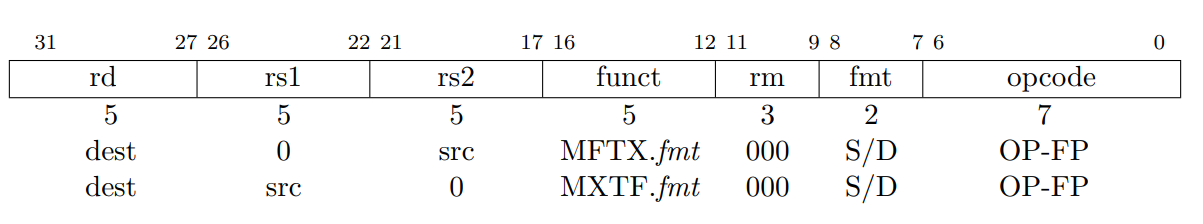 31 27 26 22 21 17 16 12 11 9 8 7 6 0
rd rs1 rs2 funct rm fmt opcode
5 5 5 5 3 2 7
dest 0 src MFTX.fmt 000 S/D OP-FP
dest src 0 MXTF.fmt 000 S/D OP-FP